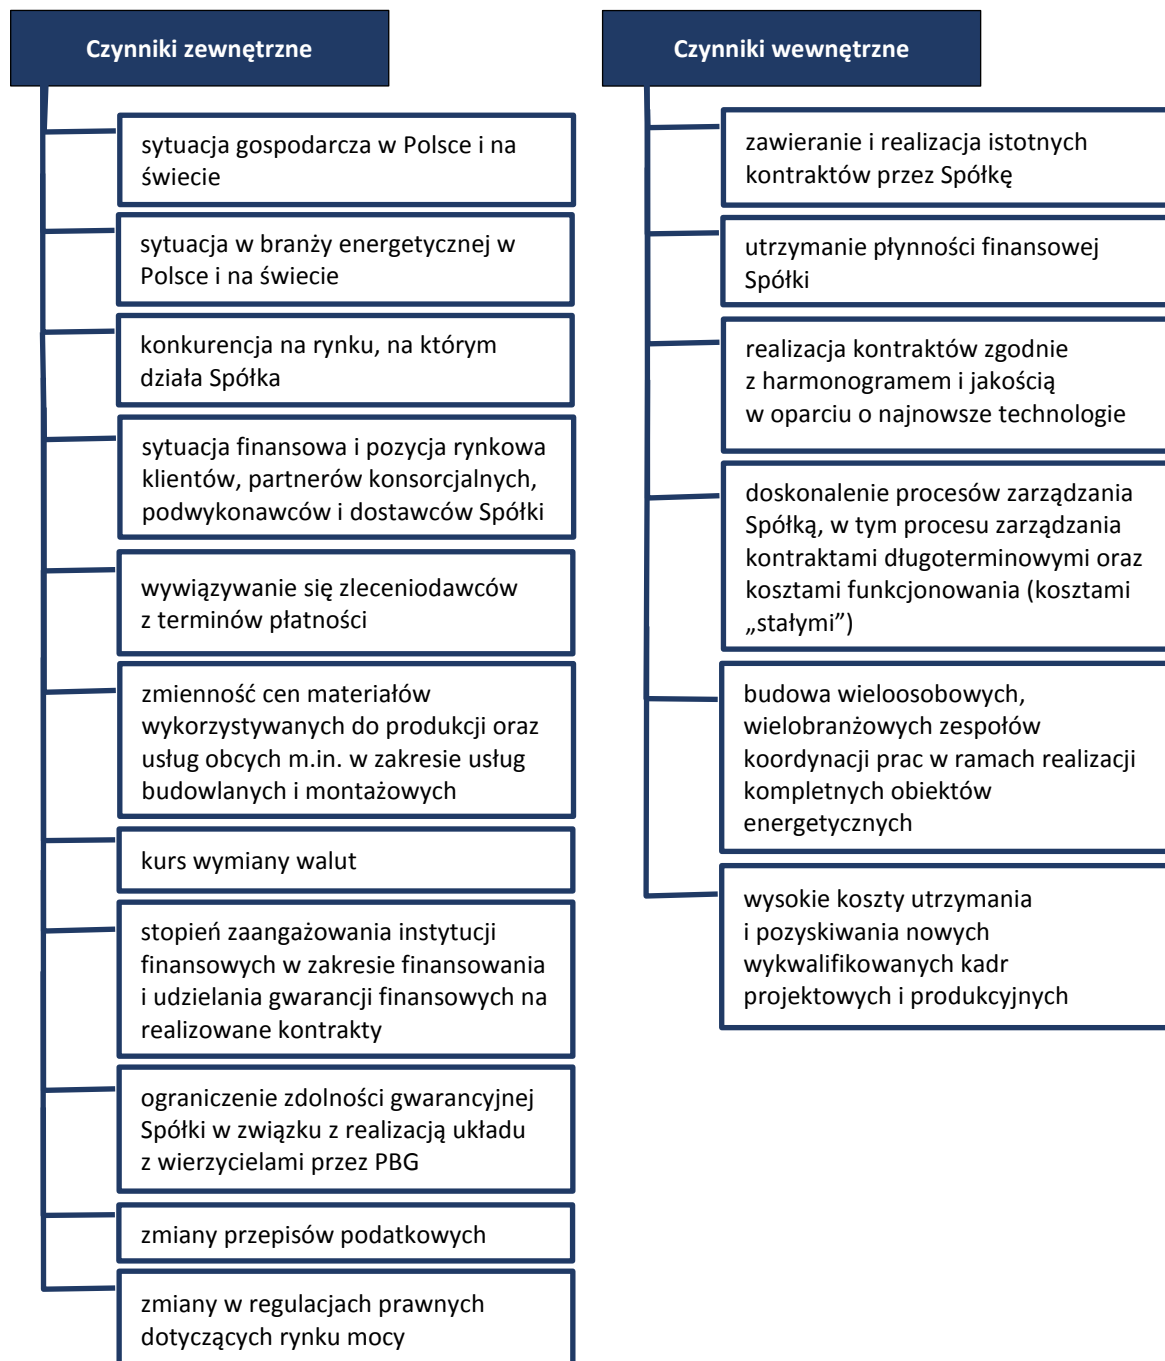 Czynniki zewnętrzne
sytuacja gospodarcza w Polsce i na
świecie
sytuacja w branży energetycznej w
Polsce i na świecie
konkurencja na rynku, na którym
działa Spółka
sytuacja finansowa i pozycja rynkowa
klientów, partnerów konsorcjalnych,
podwykonawców i dostawców Spółki
wywiązywanie się zleceniodawców
z terminów płatności
zmienność cen materiałów
wykorzystywanych do produkcji oraz
usług obcych m.in. w zakresie usług
budowlanych i montażowych
kurs wymiany walut
stopień zaangażowania instytucji
finansowych w zakresie finansowania
i udzielania gwarancji finansowych na
realizowane kontrakty
ograniczenie zdolności gwarancyjnej
Spółki w związku z realizacją układu
z wierzycielami przez PBG
zmiany przepisów podatkowych
zmiany w regulacjach prawnych
dotyczących rynku mocy
Czynniki wewnętrzne
zawieranie i realizacja istotnych
kontraktów przez Spółkę
utrzymanie płynności finansowej
Spółki
realizacja kontraktów zgodnie
z harmonogramem i jakością
w oparciu o najnowsze technologie
doskonalenie procesów zarządzania
Spółką, w tym procesu zarządzania
kontraktami długoterminowymi oraz
kosztami funkcjonowania (kosztami
„stałymi”)
budowa wieloosobowych,
wielobranżowych zespołów
koordynacji prac w ramach realizacji
kompletnych obiektów
energetycznych
wysokie koszty utrzymania
i pozyskiwania nowych
wykwalifikowanych kadr
projektowych i produkcyjnych